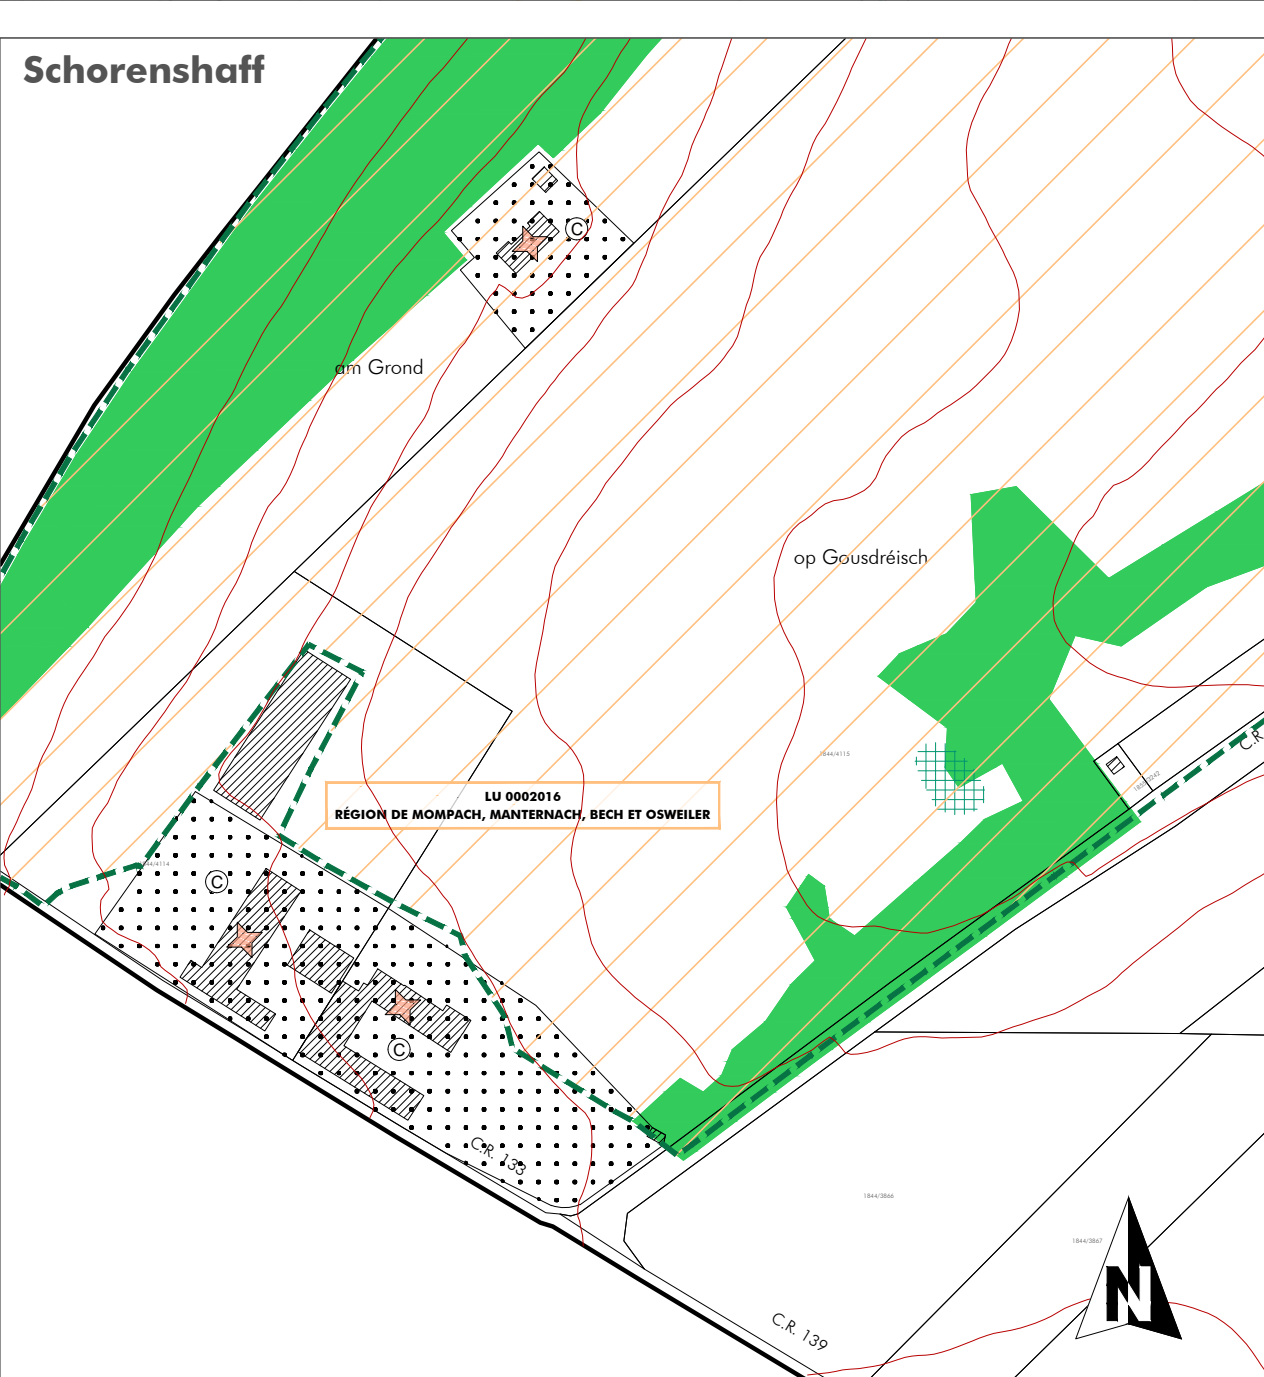 Schorenshaff
C
am Grond
op Gousdréisch
C.R.
1844/4115
LU 0002016
RÉGION DE MOMPACH, MANTERNACH, BECH ET OSWEILER
C
C
C.R. 133
1844/3866
1844/3867
C.R. 139
N